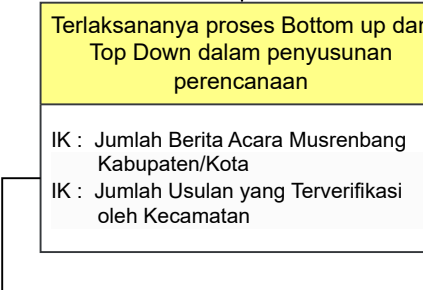 Terlaksananya proses Bottom up dan
Top Down dalam penyusunan
perencanaan
IK : Jumlah Berita Acara Musrenbang
Kabupaten/Kota
IK : Jumlah Usulan yang Terverifikasi
oleh Kecamatan